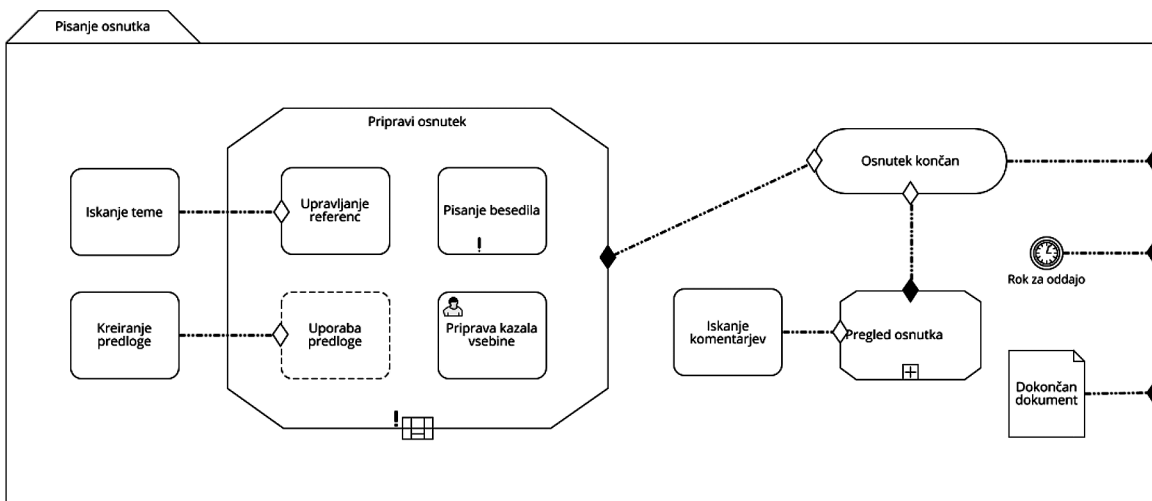 Pisanje osnutka
Pripravi osnutek
Iskanje teme
Upravljanje
referenc
Pisanje besedila
!
Kreiranje
predloge
Uporaba
predloge
Priprava kazala
vsebine
!
Osnutek končan
Iskanje
komentarjev
Pregled osnutka
Rok za oddajo
Dokončan
dokument